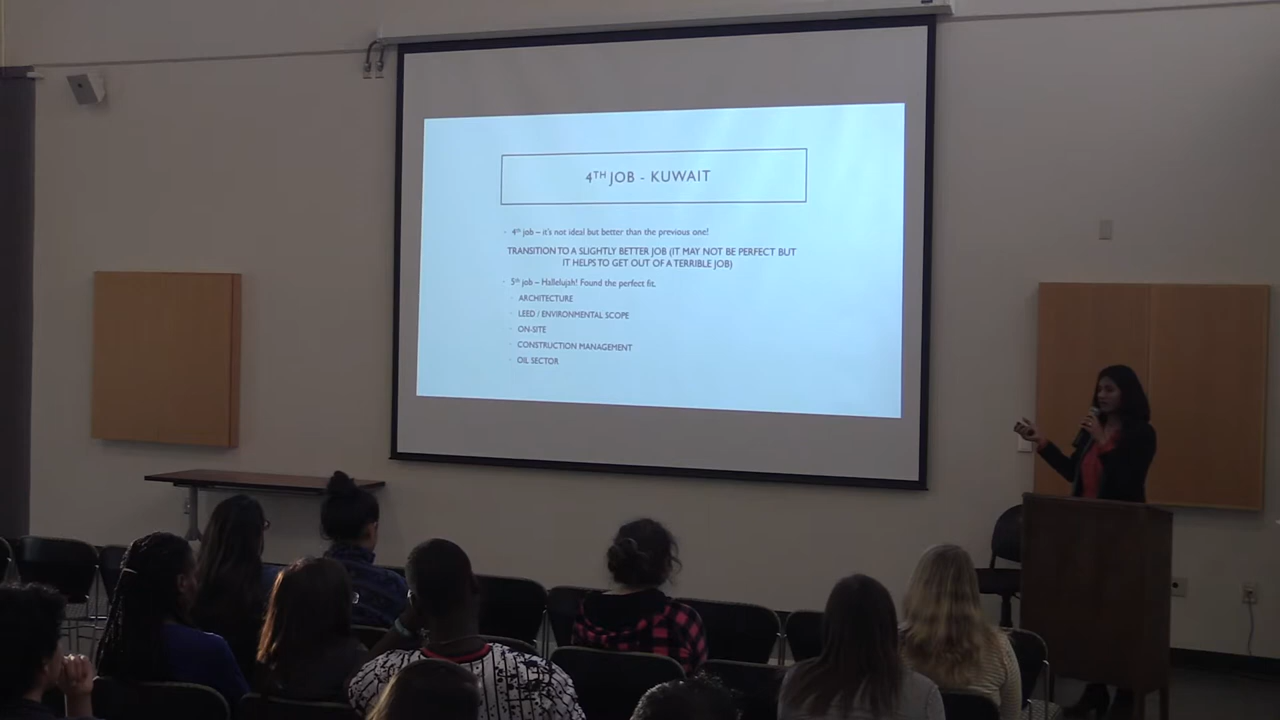 4TH JOB - KUWAIT
4th job – it's not ideal but better than the previous one!
TRANSITION TO A SLIGHTLY BETTER JOB (IT MAY NOT BE PERFECT BUT
IT HELPS TO GET OUT OF A TERRIBLE JOB)
5th job – Hallelujah! Found the perfect fit.
ARCHITECTURE
LEED / ENVIRONMENTAL SCOPE
ON-SITE
CONSTRUCTION MANAGEMENT
OIL SECTOR